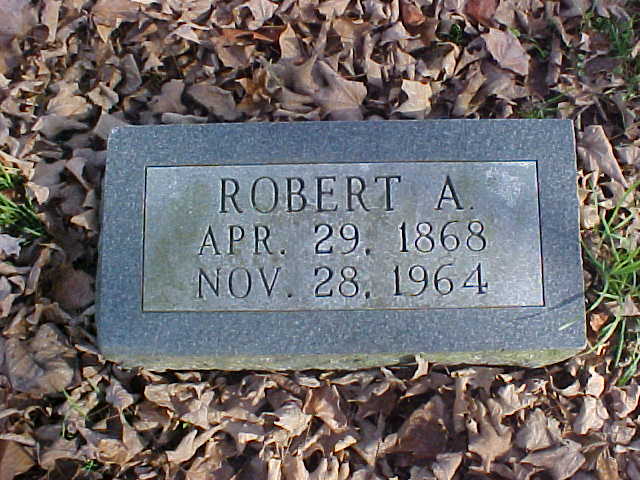 ROBERT A.
APR. 29, 1868
NOV. 28, 1964